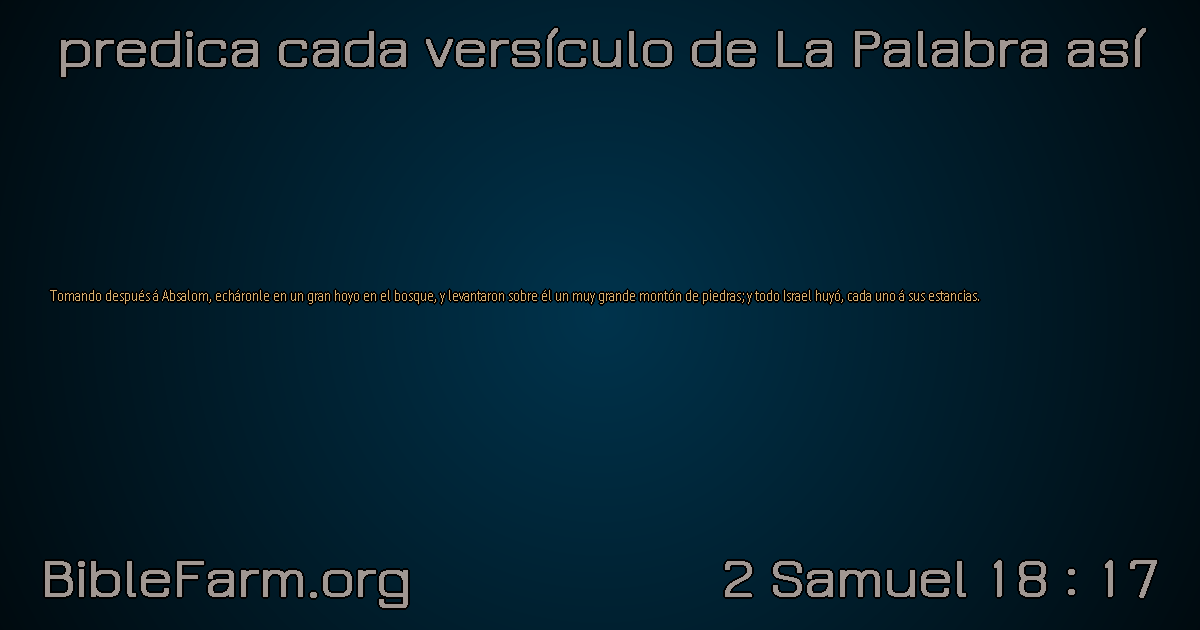 predica cada versículo de La Palabra así
Tomando después á Absalom, echáronle en un gran hoyo en el bosque, y levantaron sobre él un muy grande montón de piedras; y todo Israel huyó, cada uno á sus estancias.
BibleFarm.org
2 Samuel 18 : 17